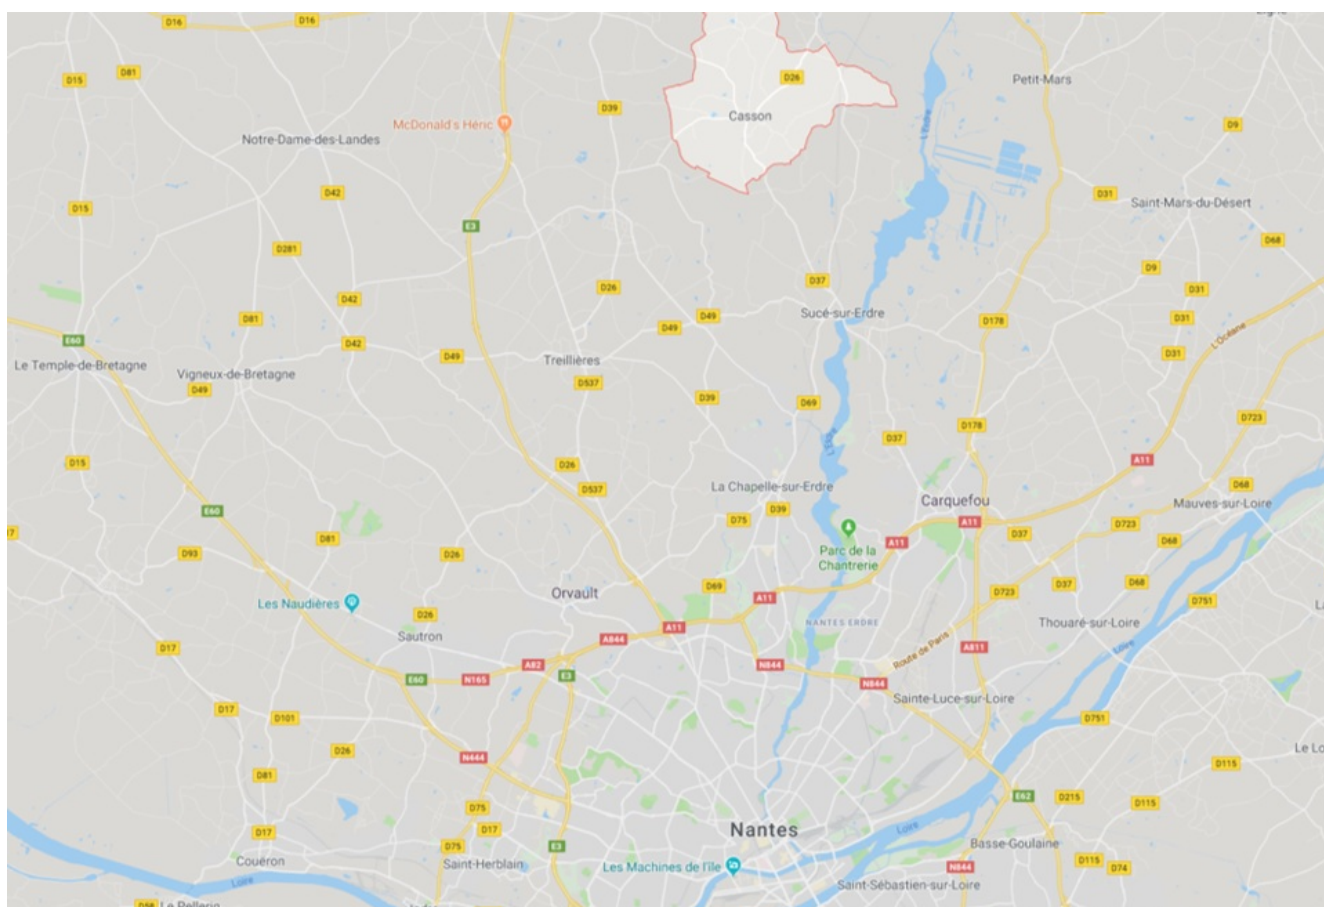 D16
D16
D15
D81
Petit-Mars
D26
D39
McDonald's Héric
Casson
L'Erdre
D9
Notre-Dame-des-Landes
D42
D31
Saint-Mars-du-Désert
D15
E3
D68
D281
D9
D37
D26
D31
D42
D81
Sucé-sur-Erdre
D49
D49
D178
D31
L'Océane
E60
D42
D31
D49
Treillières
Le Temple-de-Bretagne
Vigneux-de-Bretagne
D49
D537
D39
D69
D723
D178
D37
D15
D26
A11
La Chapelle-sur-Erdre
D537
D68
Carquefou
Mauves-sur-Loire
E60
D39
D75
A11
D723
D37
D81
D68
A11
D93
D26
Parc de la
Chantrerie
D69
D37
D68
Orvault
D723
A11
D751
Les Naudières
D26
NANTES ERDRE
Thouaré-sur-Loire
Sautron
A11
A844
Route de Paris
A811
Loire
D17
A82
N844
E3
E60
N165
N844
Sainte-Luce-sur-Loire
D17
D101
D751
D26
Le Lo
N444
D115
D81
E62
D215
D115
D75
D17
D17
Nantes
Loire
D75
E3
Basse-Goulaine
Couëron
Saint-Herblain
Les Machines de l'île
D115
N844
D74
Loire
Saint-Sébastien-sur-Loire
Le Pellerin